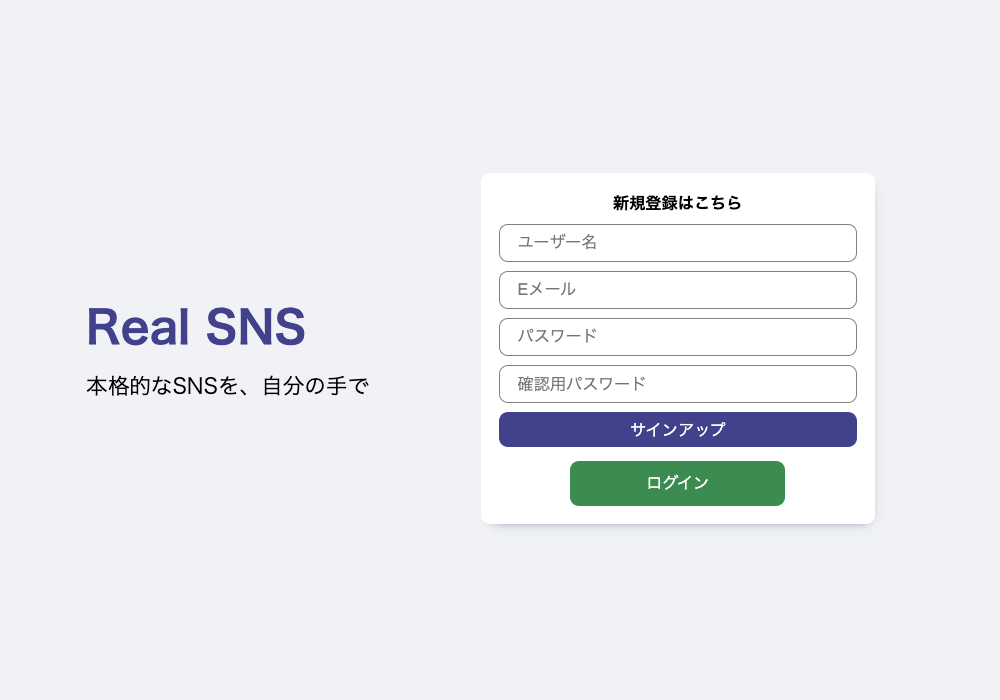 Real SNS
本格的なSNSを、自分の手で
新規登録はこちら
ユーザー名
Eメール
パスワード
確認用パスワード
サインアップ
ログイン